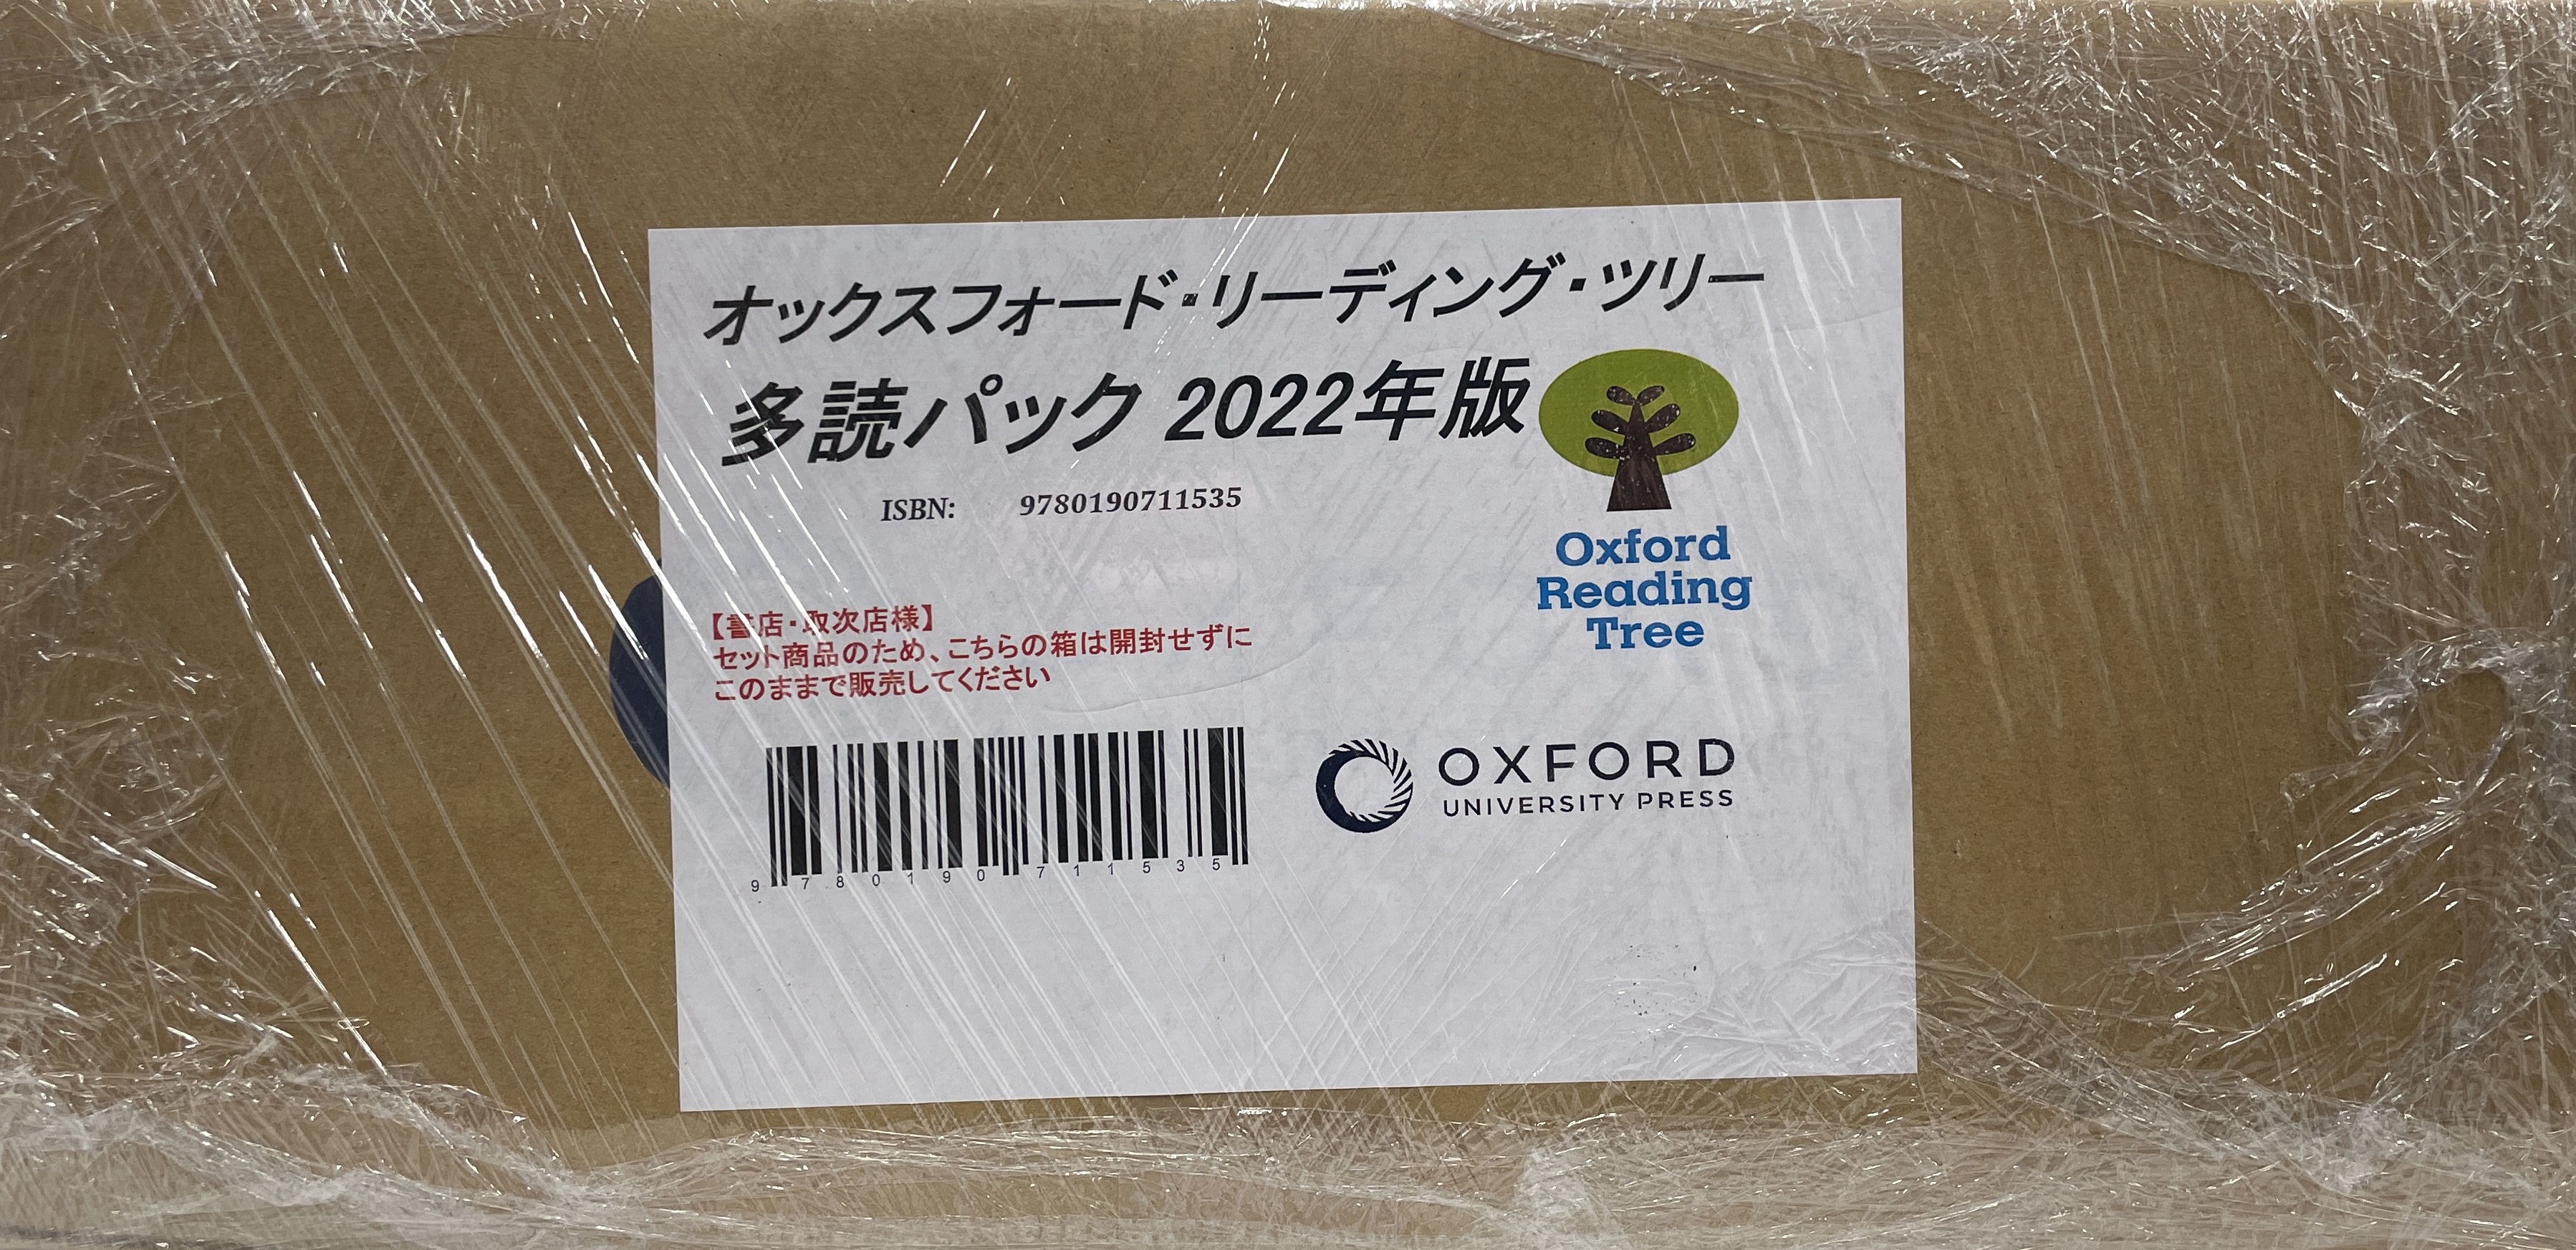 オックスフォード・リーディング・ツリー
多読パック 2022年版
ISBN: 9780190711535
Oxford
Reading
Tree
【書店・取次店様】
セット商品のため、こちらの箱は開封せずに
このままで販売してください
9 780190 711535
OXFORD
UNIVERSITY PRESS